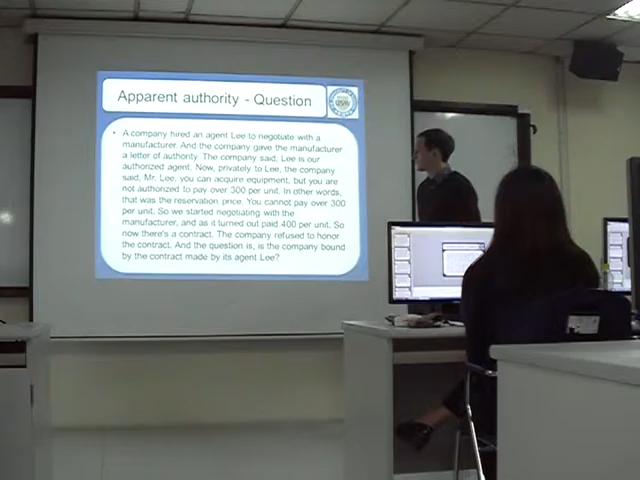 Apparent authority - Question
• A company hired an agent Lee to negotiate with a
manufacturer. And the company gave the manufacturer
a letter of authority. The company said, Lee is our
authorized agent. Now, privately to Lee, the company
said, Mr. Lee, you can acquire equipment, but you are
not authorized to pay over 300 per unit. In other words,
that was the reservation price. You cannot pay over 300
per unit. So we started negotiating with the
manufacturer, and as it turned out paid 400 per unit. So
now there's a contract. The company refused to honor
the contract. And the question is, is the company bound
by the contract made by its agent Lee?